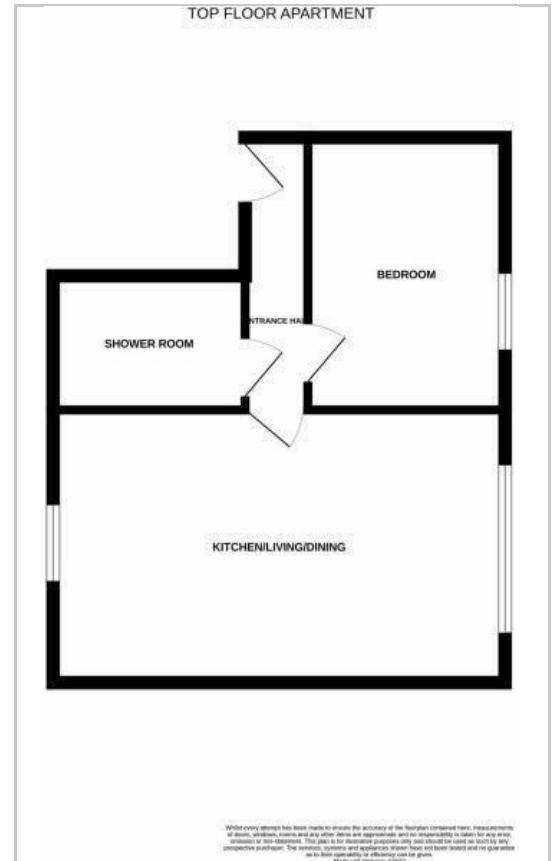 TOP FLOOR APARTMENT
BEDROOM
NTRANCE HAL
SHOWER ROOM
KITCHEN/LIVING/DINING
Whilst every attempt has been made to ensure the accuracy of the floorplan contained here, measurements
of doors, windows, rooms and any other items are approximate and no responsibility is taken for any error,
omission or mis-statement. This plan is for illustrative purposes only and should be used as such by any
prospective purchaser. The services, systems and appliances shown have not been tested and no guarantee
as to their operability or efficiency can be given.